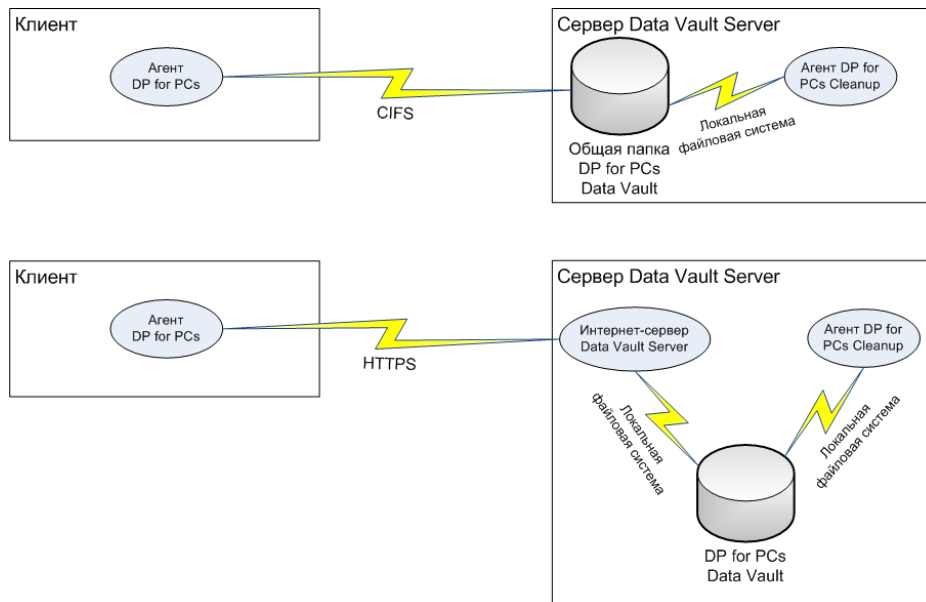 Клиент
Агент
DP for PCs
CIFS
Сервер Data Vault Server
Агент DP for
PCs Cleanup
Локальная
файловая система
Общая папка
DP for PCs
Data Vault
Клиент
Агент
DP for PCs
HTTPS
Сервер Data Vault Server
Интернет-сервер
Data Vault Server
Агент DP for
PCs Cleanup
Локальная
файловая система
Локальная
файловая система
DP for PCs
Data Vault